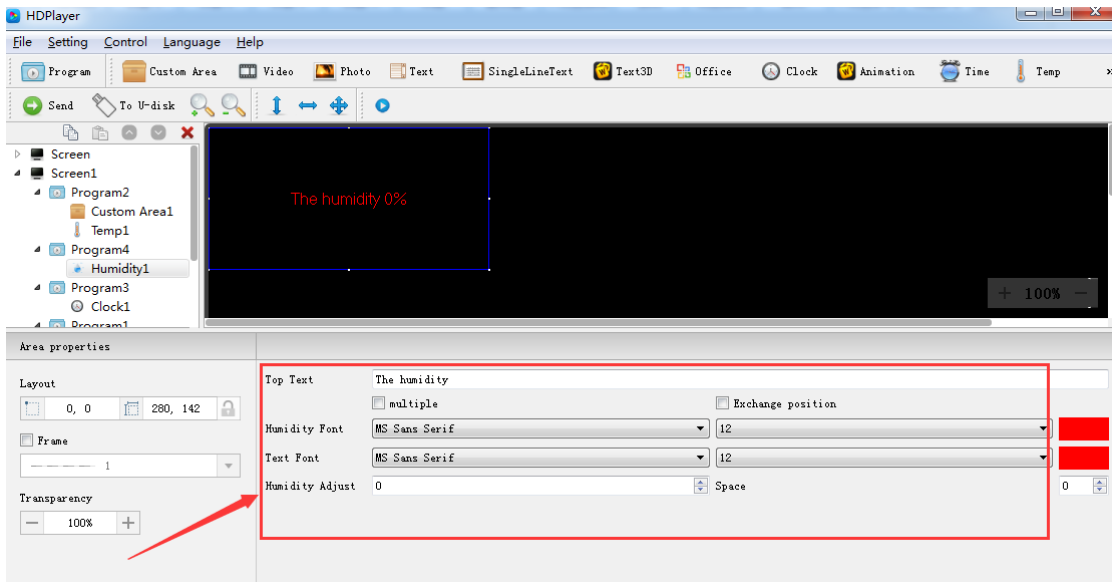 HDPlayer
File Setting Control Language Help
Program Custom Area Video Photo Text SingleLineText Text3D Office Clock Animation Time Temp »
Send To U-disk
Screen
Screen1
Program2
Custom Area1
Temp1
Program4
Humidity1
Program3
Clock1
Program1
The humidity 0%
+ 100% −
Area properties
Layout
0, 0 280, 142
Frame
1
Transparency
− 100% +
Top Text The humidity
multiple Exchange position
Humidity Font MS Sans Serif 12
Text Font MS Sans Serif 12
Humidity Adjust 0 Space 0